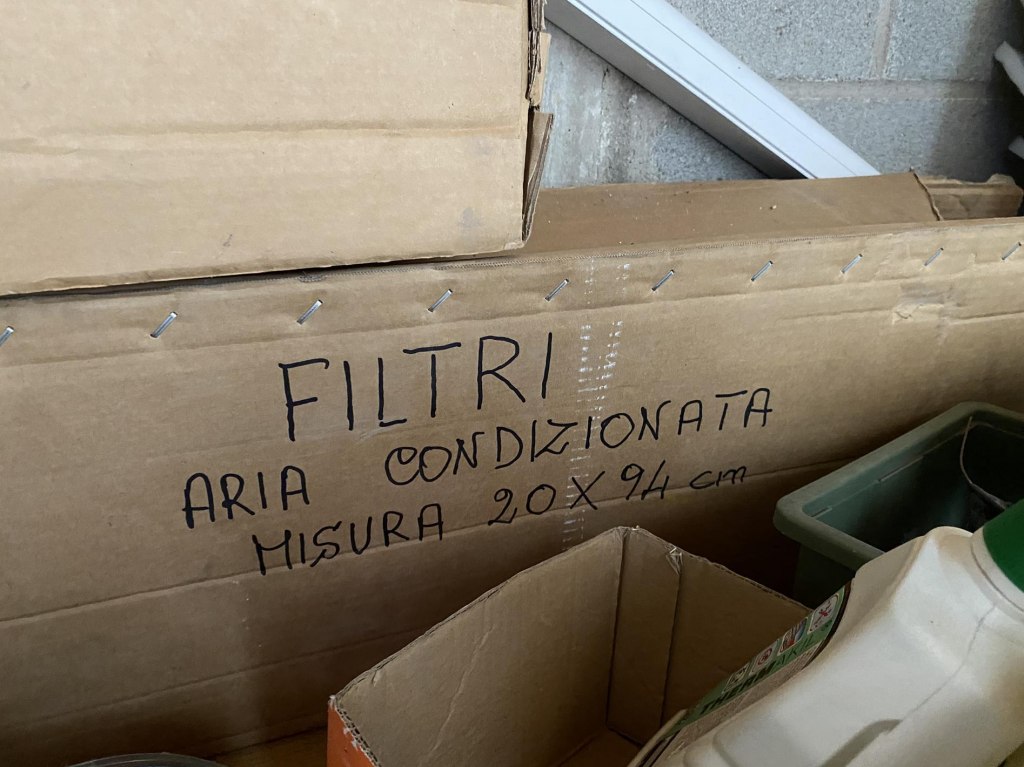 FILTRI
ARIA CONDIZIONATA
MISURA 20 X 94 cm